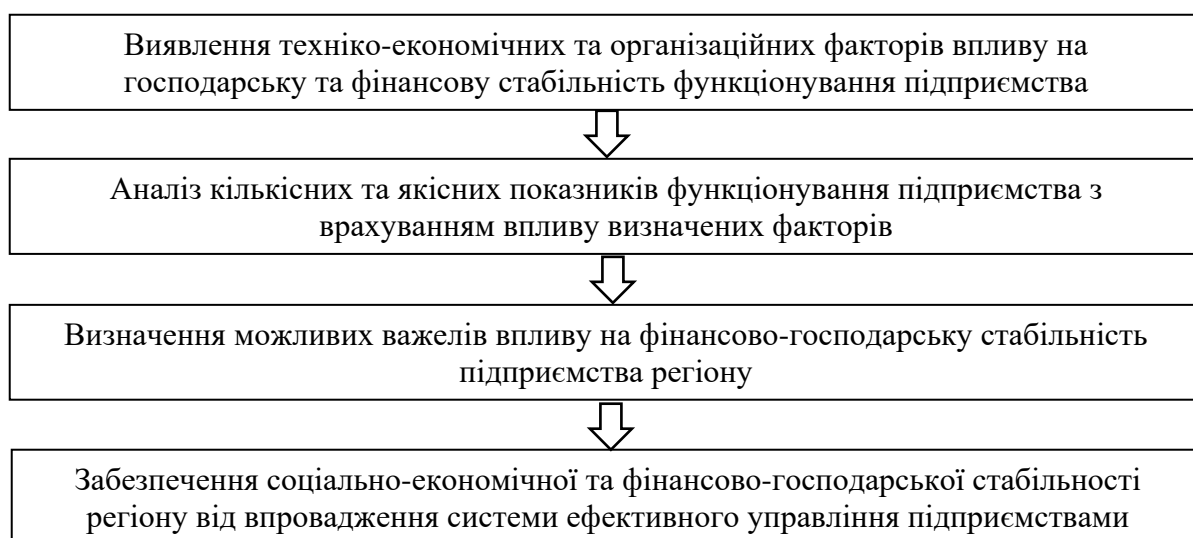 Виявлення техніко-економічних та організаційних факторів впливу на
господарську та фінансову стабільність функціонування підприємства
Аналіз кількісних та якісних показників функціонування підприємства з
врахуванням впливу визначених факторів
Визначення можливих важелів впливу на фінансово-господарську стабільність
підприємства регіону
Забезпечення соціально-економічної та фінансово-господарської стабільності
регіону від впровадження системи ефективного управління підприємствами